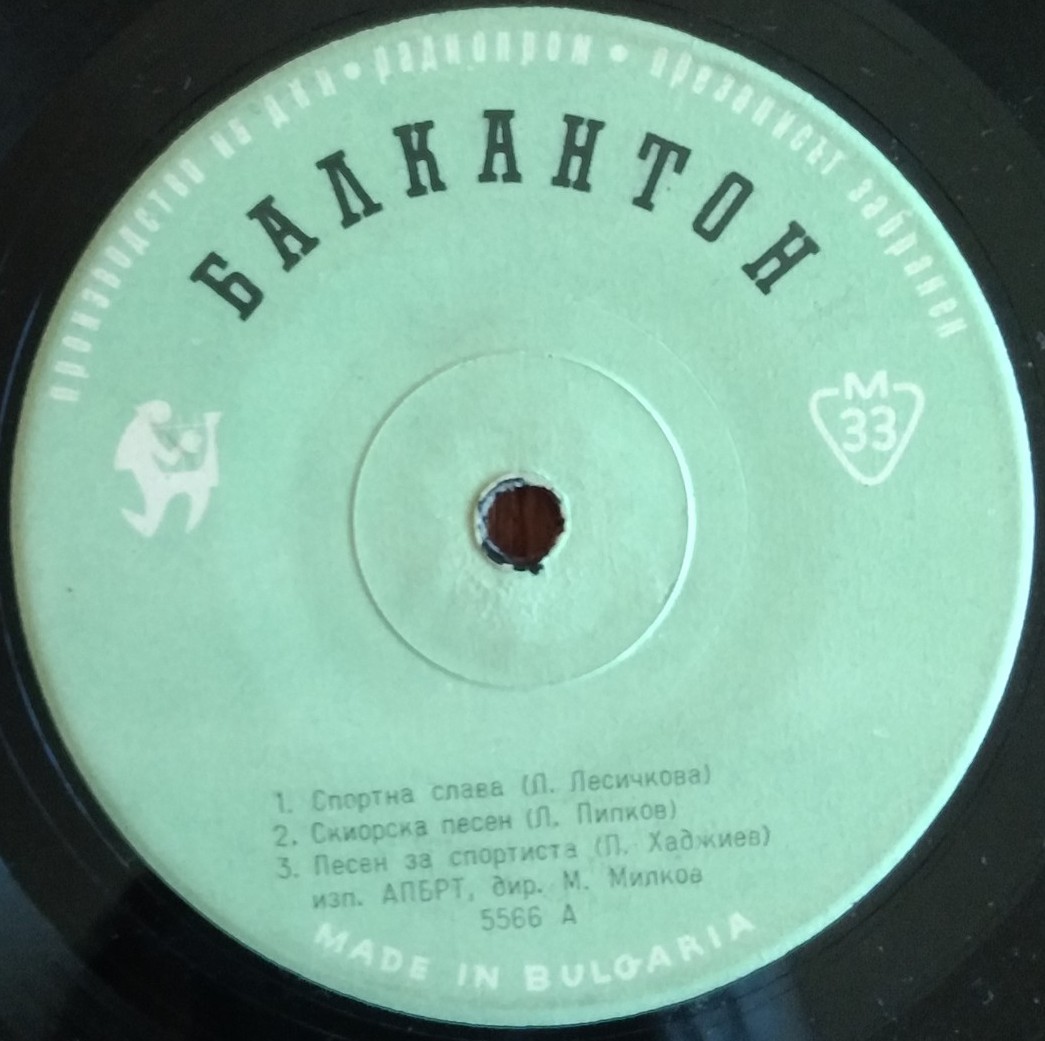 производство на дип • радиопром • презаписът забранен
БАЛКАНТОН
М
33
1. Спортна слава (Л. Лесичкова)
2. Скиорска песен (Л. Пипков)
3. Песен за спортиста (П. Хаджиев)
изп. АПБРТ, дир. М. Милков
5566 А
MADE IN BULGARIA